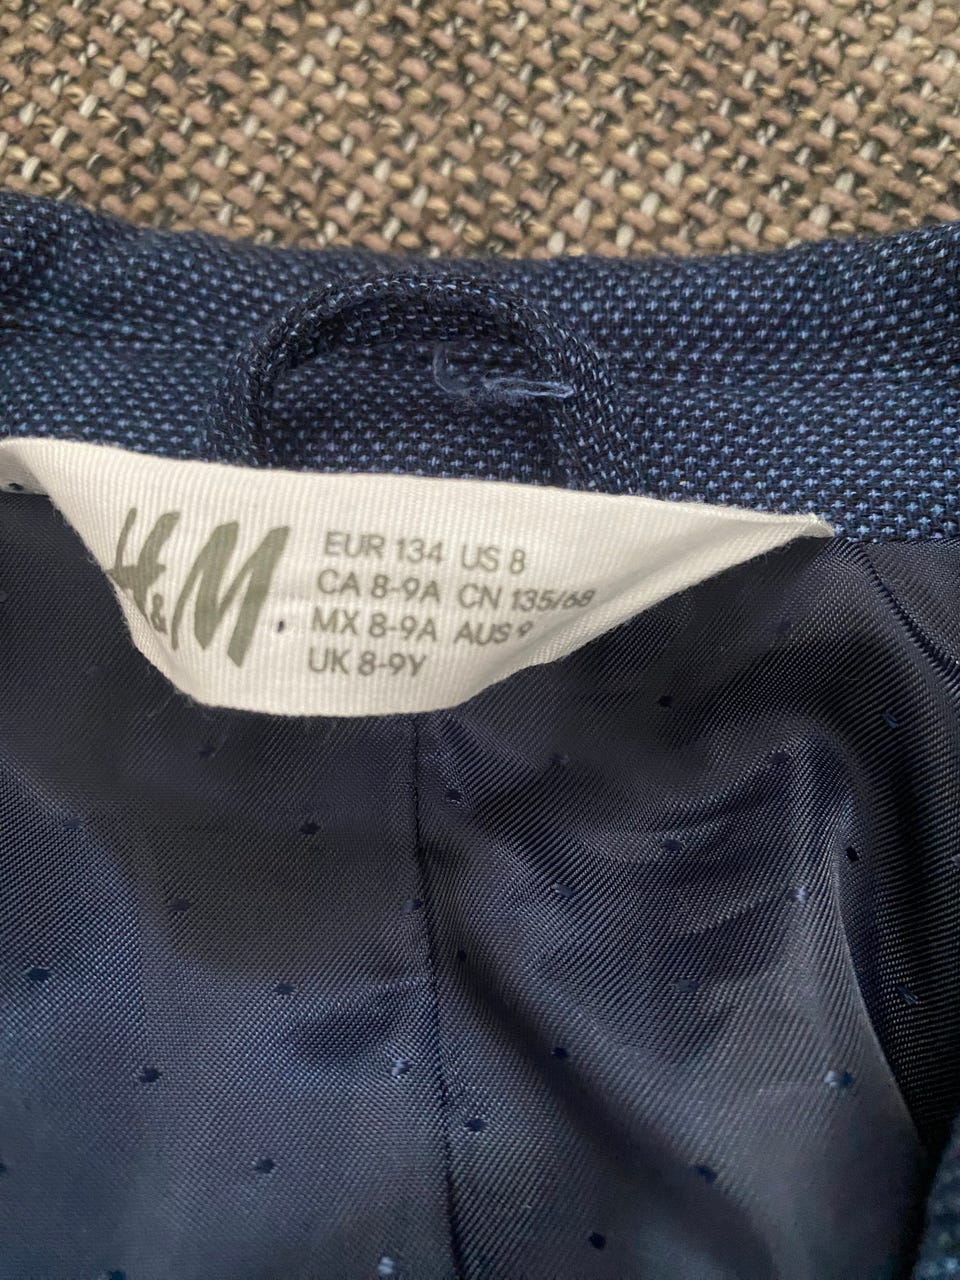 H&M
EUR 134 US 8
CA 8-9A CN 135/68
MX 8-9A AUS 9
UK 8-9Y